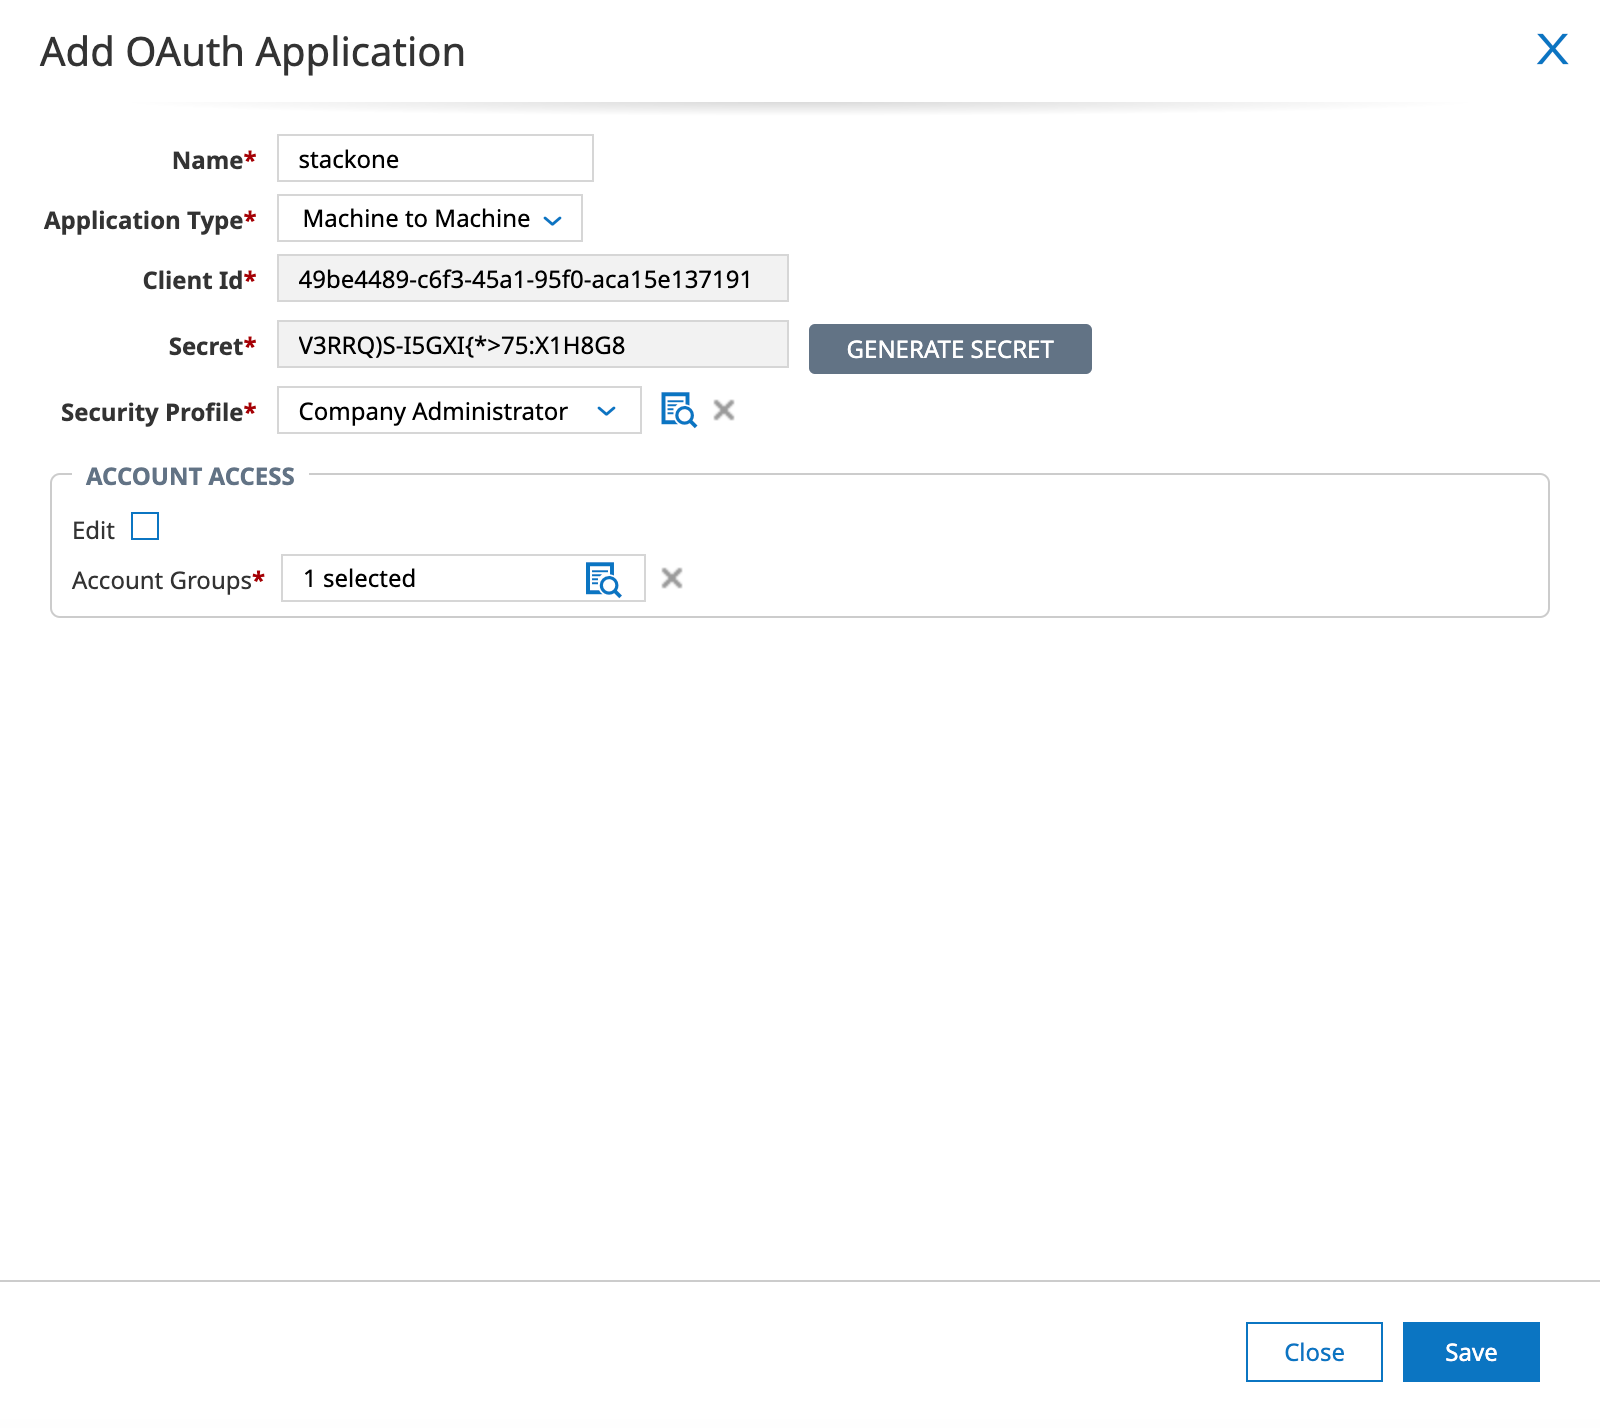 Add OAuth Application
Name* stackone
Application Type* Machine to Machine
Client Id* 49be4489-c6f3-45a1-95f0-aca15e137191
Secret* V3RRQ)S-I5GXI{*>75:X1H8G8 GENERATE SECRET
Security Profile* Company Administrator
ACCOUNT ACCESS
Edit
Account Groups* 1 selected
Close Save